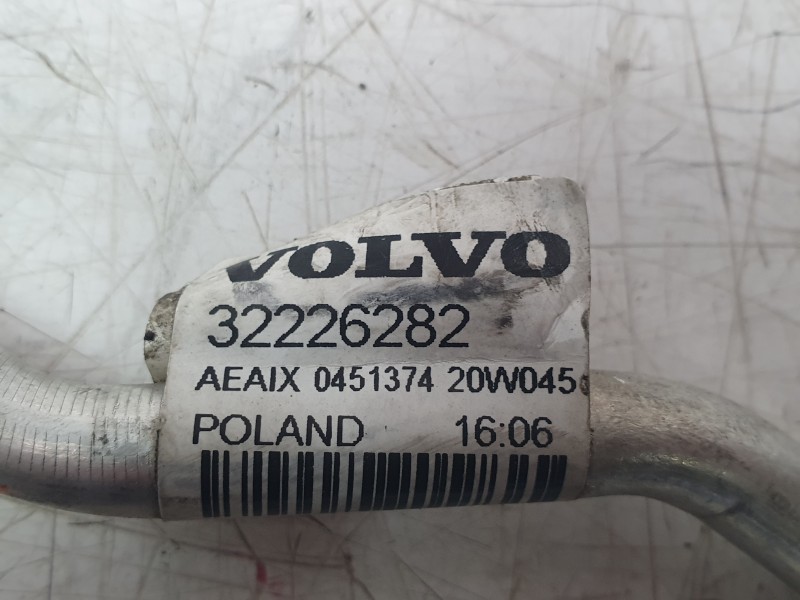 VOLVO
32226282
AEAIX 0451374 20W045
POLAND 16:06